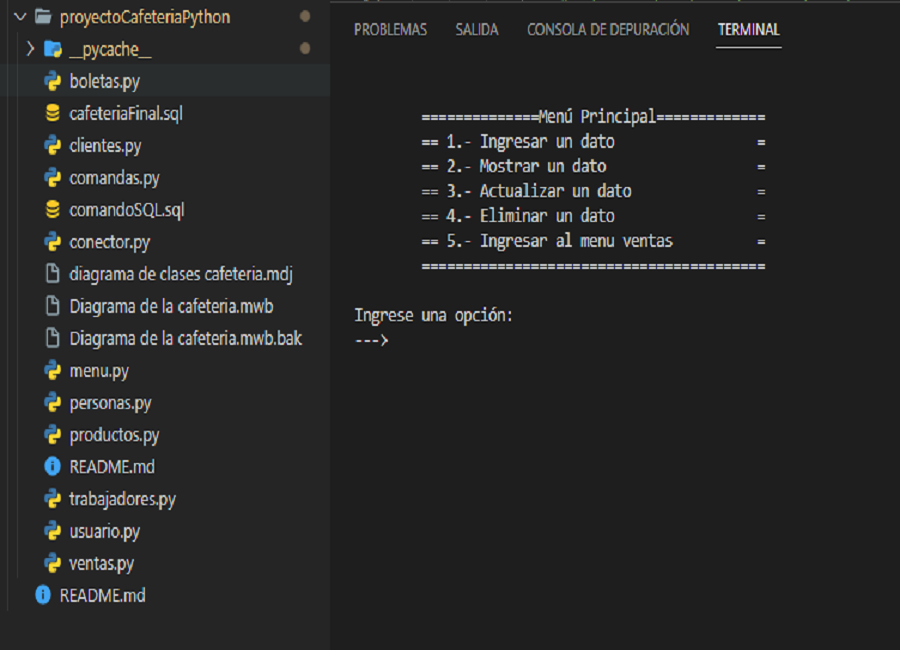 proyectoCafeteriaPython
__pycache__
boletas.py
cafeteriaFinal.sql
clientes.py
comandas.py
comandoSQL.sql
conector.py
diagrama de clases cafeteria.mdj
Diagrama de la cafeteria.mwb
Diagrama de la cafeteria.mwb.bak
menu.py
personas.py
productos.py
README.md
trabajadores.py
usuario.py
ventas.py
README.md
PROBLEMAS SALIDA CONSOLA DE DEPURACIÓN TERMINAL
==============Menú Principal=============
== 1.- Ingresar un dato =
== 2.- Mostrar un dato =
== 3.- Actualizar un dato =
== 4.- Eliminar un dato =
== 5.- Ingresar al menu ventas =
=========================================
Ingrese una opción:
--->